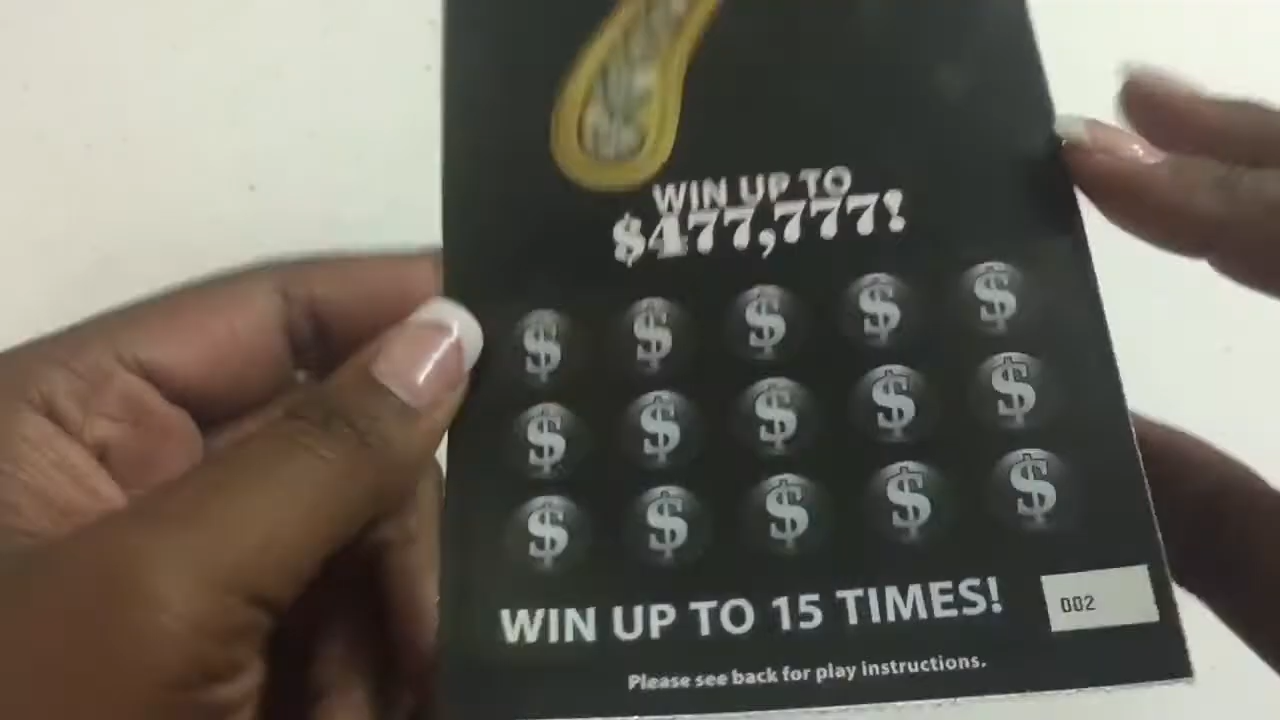 WIN UP TO
$477,777!
$ $ $ $ $
$ $ $ $ $
$ $ $ $ $
WIN UP TO 15 TIMES!
002
Please see back for play instructions.